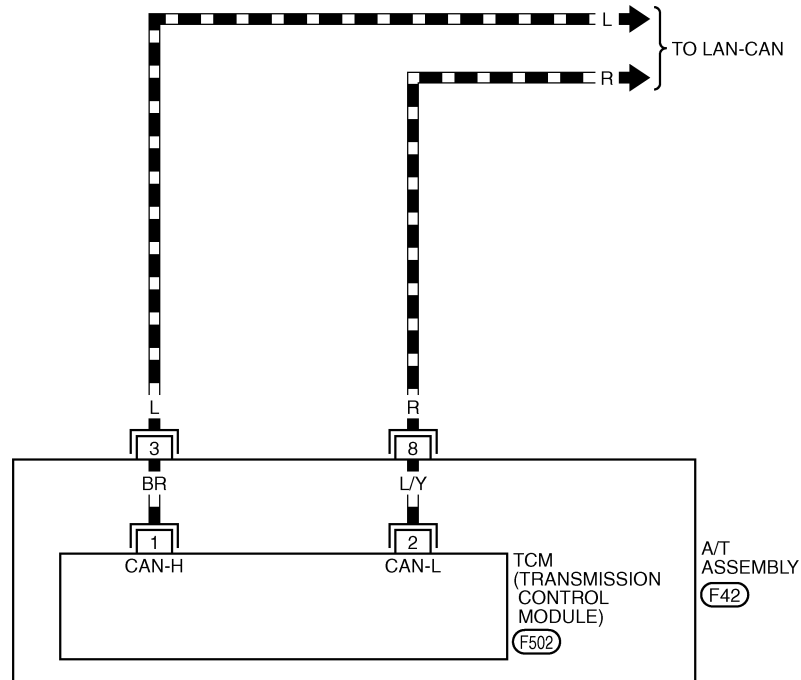 L
TO LAN-CAN
R
L
R
3
8
BR
L/Y
1
2
CAN-H
CAN-L
TCM
(TRANSMISSION
CONTROL
MODULE)
F502
A/T
ASSEMBLY
F42